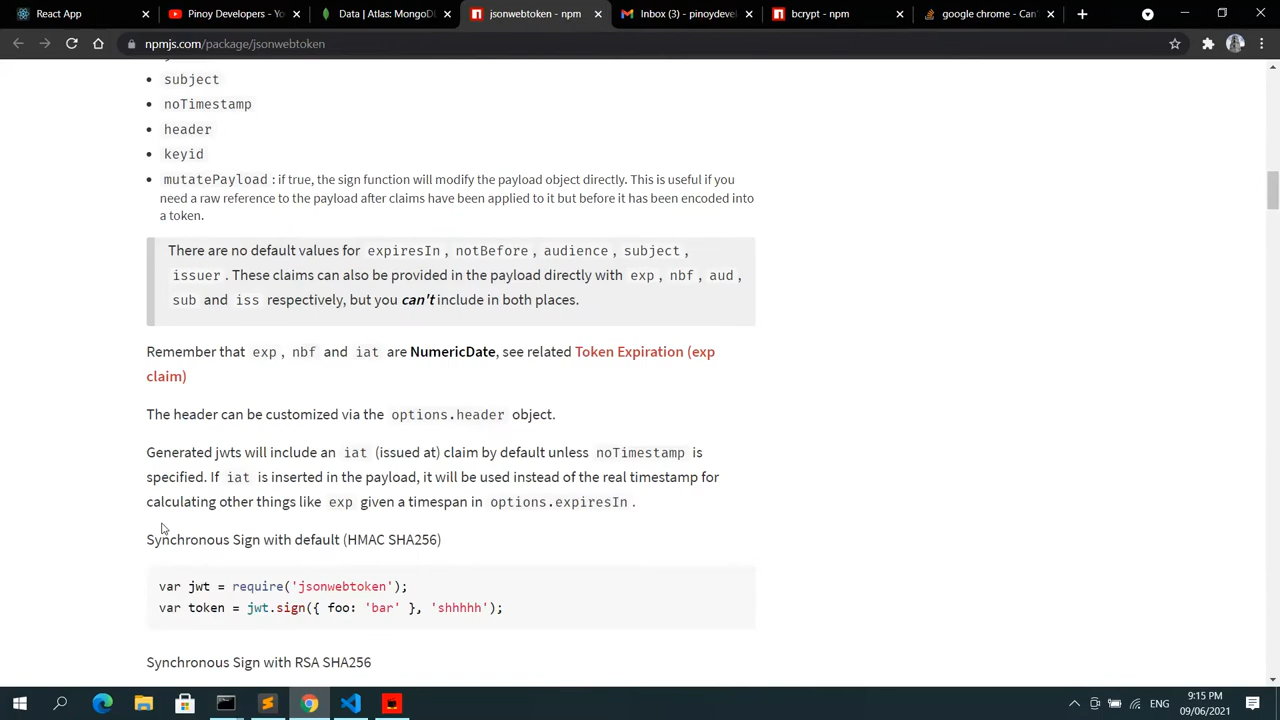 React App
Pinoy Developers - Y
Data | Atlas: MongoD
jsonwebtoken - npm
Inbox (3) - pinoydevel
bcrypt - npm
google chrome - Can'
npmjs.com/package/jsonwebtoken
subject
noTimestamp
header
keyid
mutatePayload : if true, the sign function will modify the payload object directly. This is useful if you
need a raw reference to the payload after claims have been applied to it but before it has been encoded into
a token.
There are no default values for expiresIn , notBefore , audience , subject ,
issuer . These claims can also be provided in the payload directly with exp , nbf , aud ,
sub and iss respectively, but you can't include in both places.
Remember that exp , nbf and iat are NumericDate, see related Token Expiration (exp
claim)
The header can be customized via the options.header object.
Generated jwts will include an iat (issued at) claim by default unless noTimestamp is
specified. If iat is inserted in the payload, it will be used instead of the real timestamp for
calculating other things like exp given a timespan in options.expiresIn .
Synchronous Sign with default (HMAC SHA256)
var jwt = require('jsonwebtoken');
var token = jwt.sign({ foo: 'bar' }, 'shhhhh');
Synchronous Sign with RSA SHA256
ENG
9:15 PM
09/06/2021